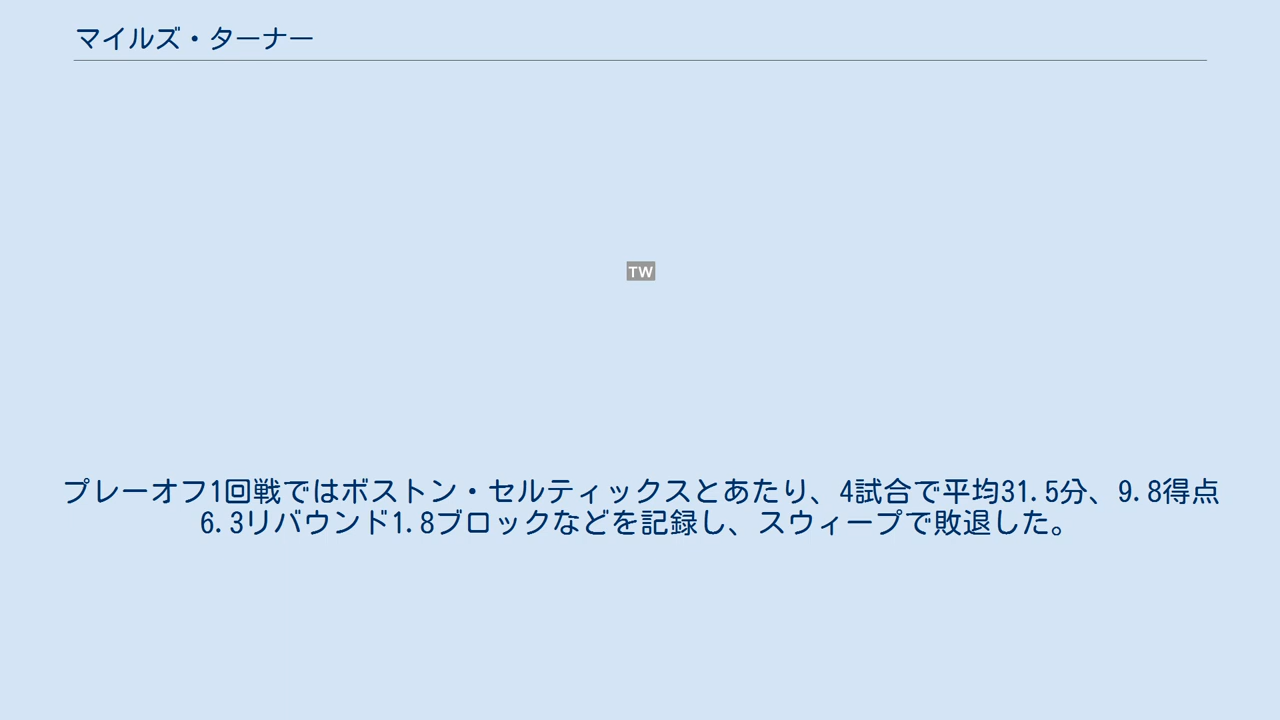 マイルズ・ターナー
TW
プレーオフ1回戦ではボストン・セルティックスとあたり、4試合で平均31.5分、9.8得点
6.3リバウンド1.8ブロックなどを記録し、スウィープで敗退した。